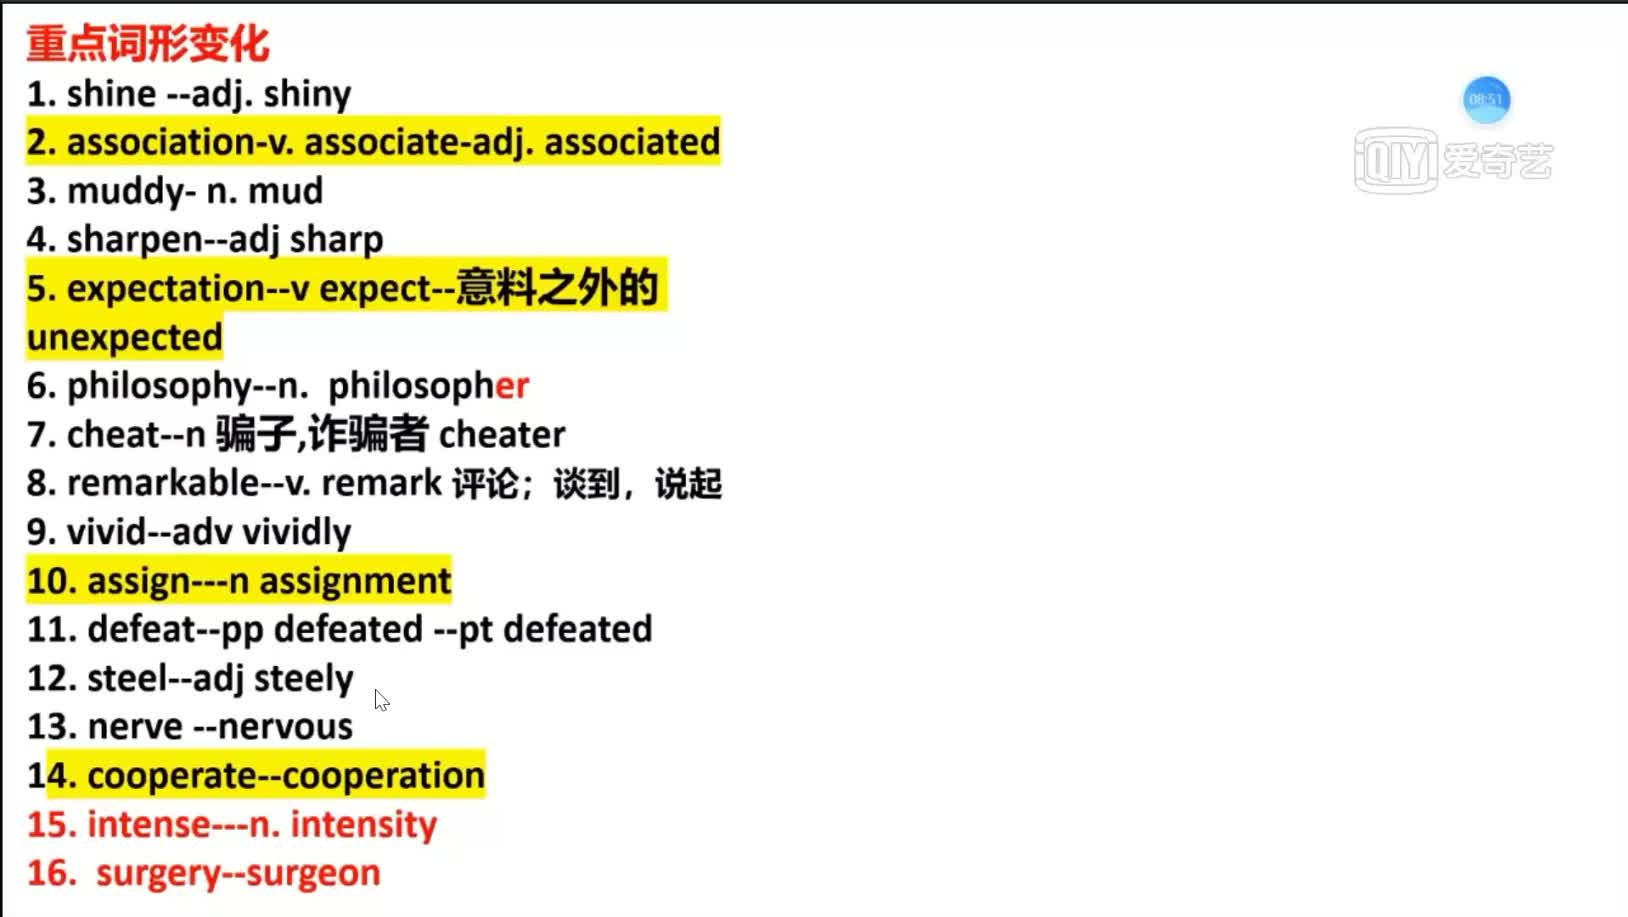 重点词形变化
1. shine --adj. shiny
2. association-v. associate-adj. associated
3. muddy- n. mud
4. sharpen--adj sharp
5. expectation--v expect--意料之外的
unexpected
6. philosophy--n.  philosopher
7. cheat--n 骗子,诈骗者 cheater
8. remarkable--v. remark 评论；谈到，说起
9. vivid--adv vividly
10. assign---n assignment
11. defeat--pp defeated --pt defeated
12. steel--adj steely
13. nerve --nervous
14. cooperate--cooperation
15. intense---n. intensity
16.  surgery--surgeon
08:51
QIY 爱奇艺